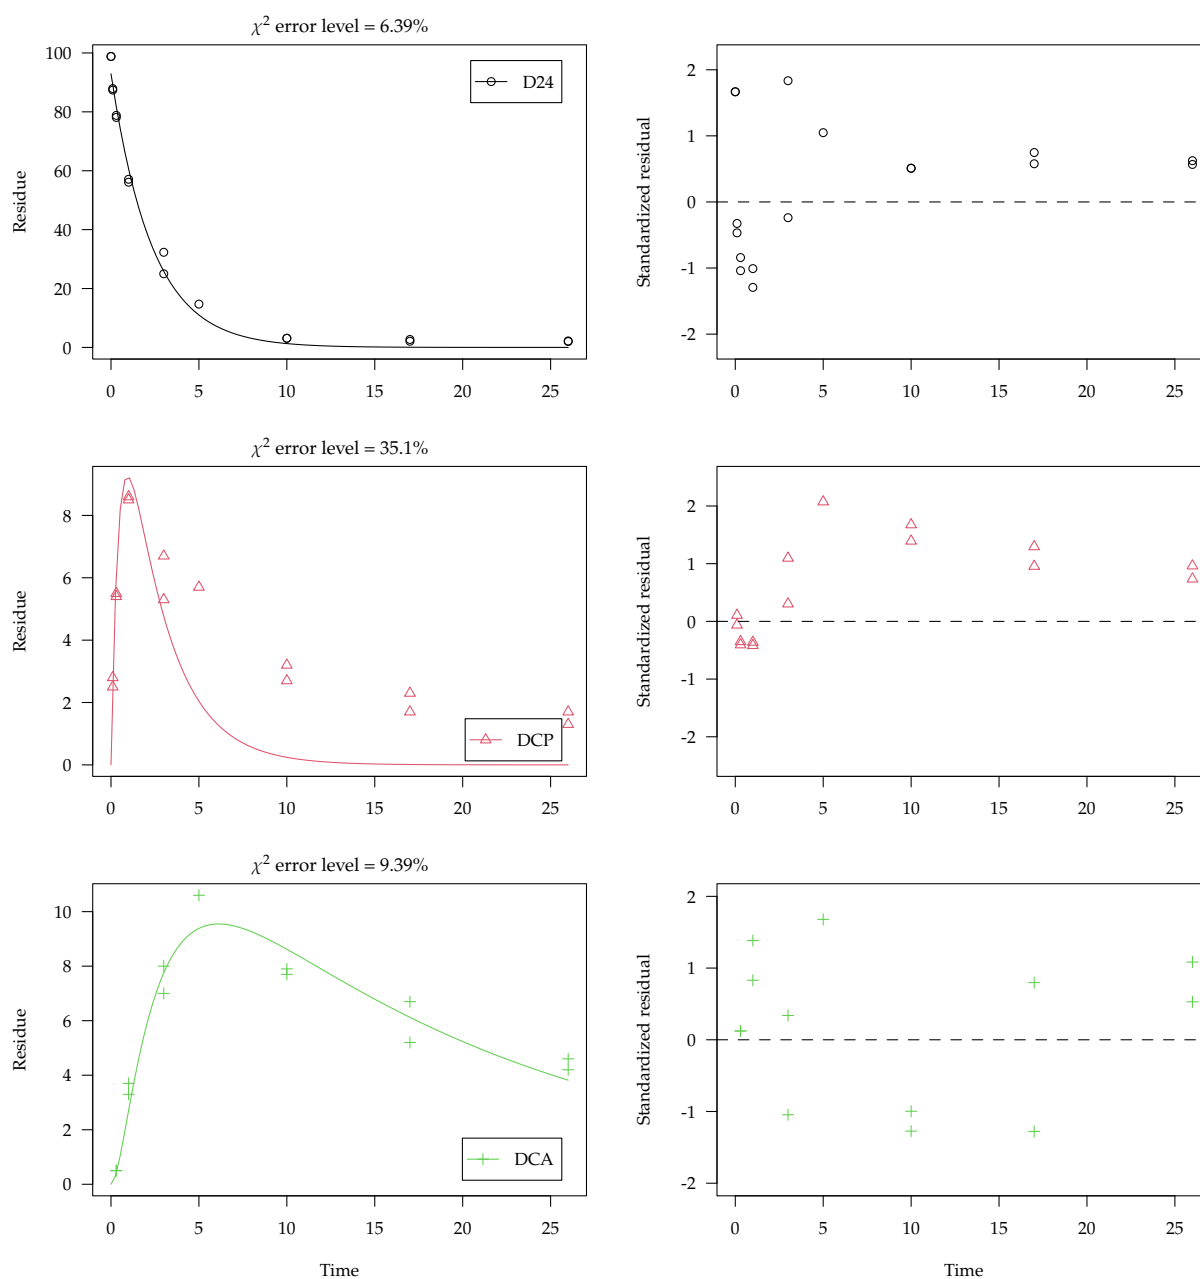 χ² error level = 6.39%
Residue
100
80
60
40
20
0
D24
0 5 10 15 20 25
Standardized residual
2
1
0
-1
-2
0 5 10 15 20 25
χ² error level = 35.1%
Residue
8
6
4
2
0
DCP
0 5 10 15 20 25
Standardized residual
2
1
0
-1
-2
0 5 10 15 20 25
χ² error level = 9.39%
Residue
10
8
6
4
2
0
DCA
0 5 10 15 20 25
Time
Standardized residual
2
1
0
-1
-2
0 5 10 15 20 25
Time